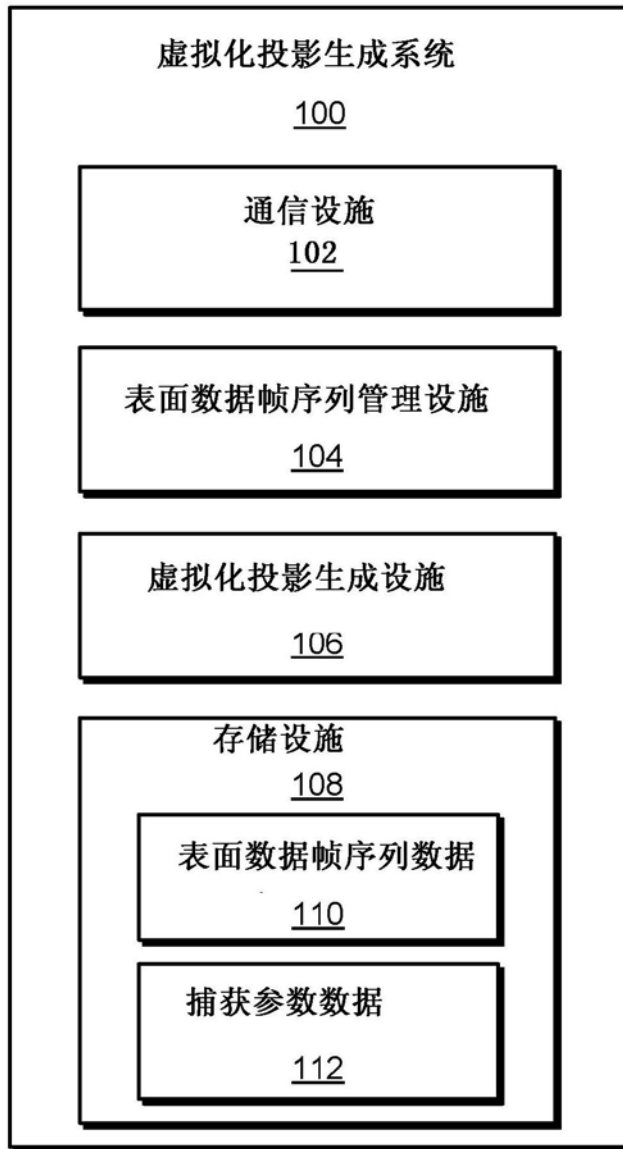 虚拟化投影生成系统
100
通信设施
102
表面数据帧序列管理设施
104
虚拟化投影生成设施
106
存储设施
108
表面数据帧序列数据
110
捕获参数数据
112